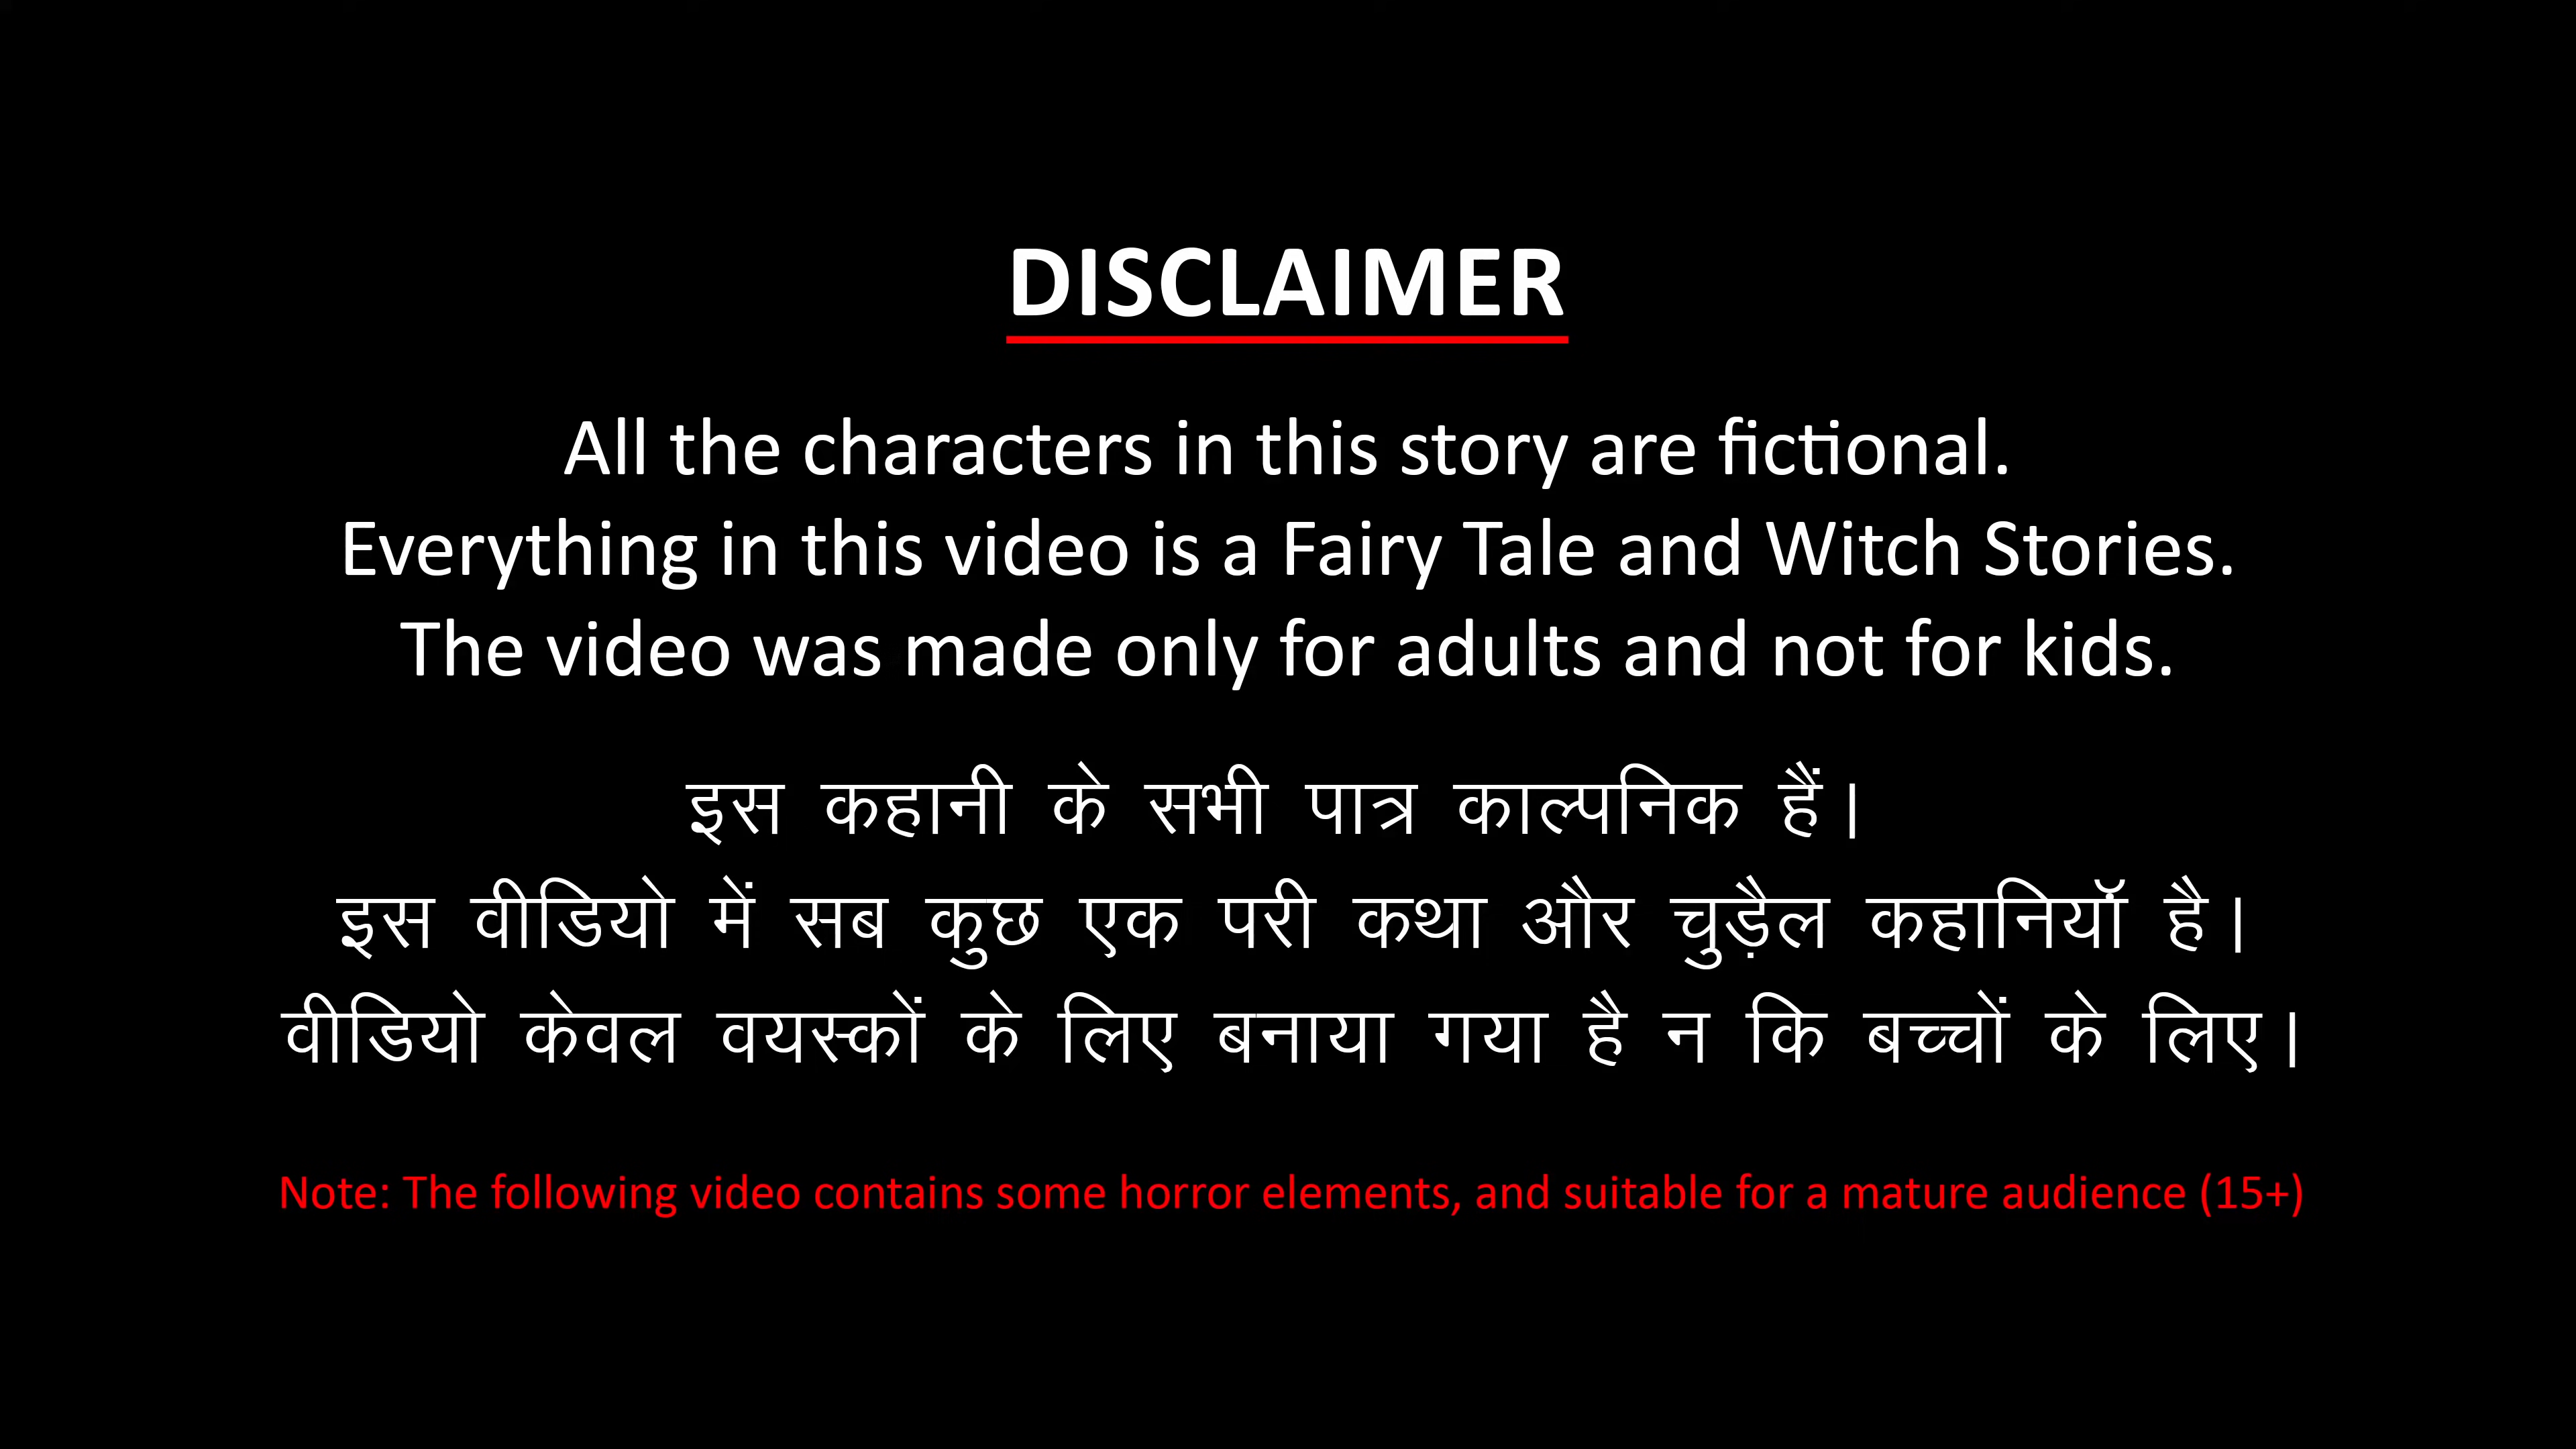 DISCLAIMER
All the characters in this story are fictional.
Everything in this video is a Fairy Tale and Witch Stories.
The video was made only for adults and not for kids.
इस कहानी के सभी पात्र काल्पनिक हैं।
इस वीडियो में सब कुछ एक परी कथा और चुड़ैल कहानियॉ है।
वीडियो केवल वयस्कों के लिए बनाया गया है न कि बच्चों के लिए।
Note: The following video contains some horror elements, and suitable for a mature audience (15+)